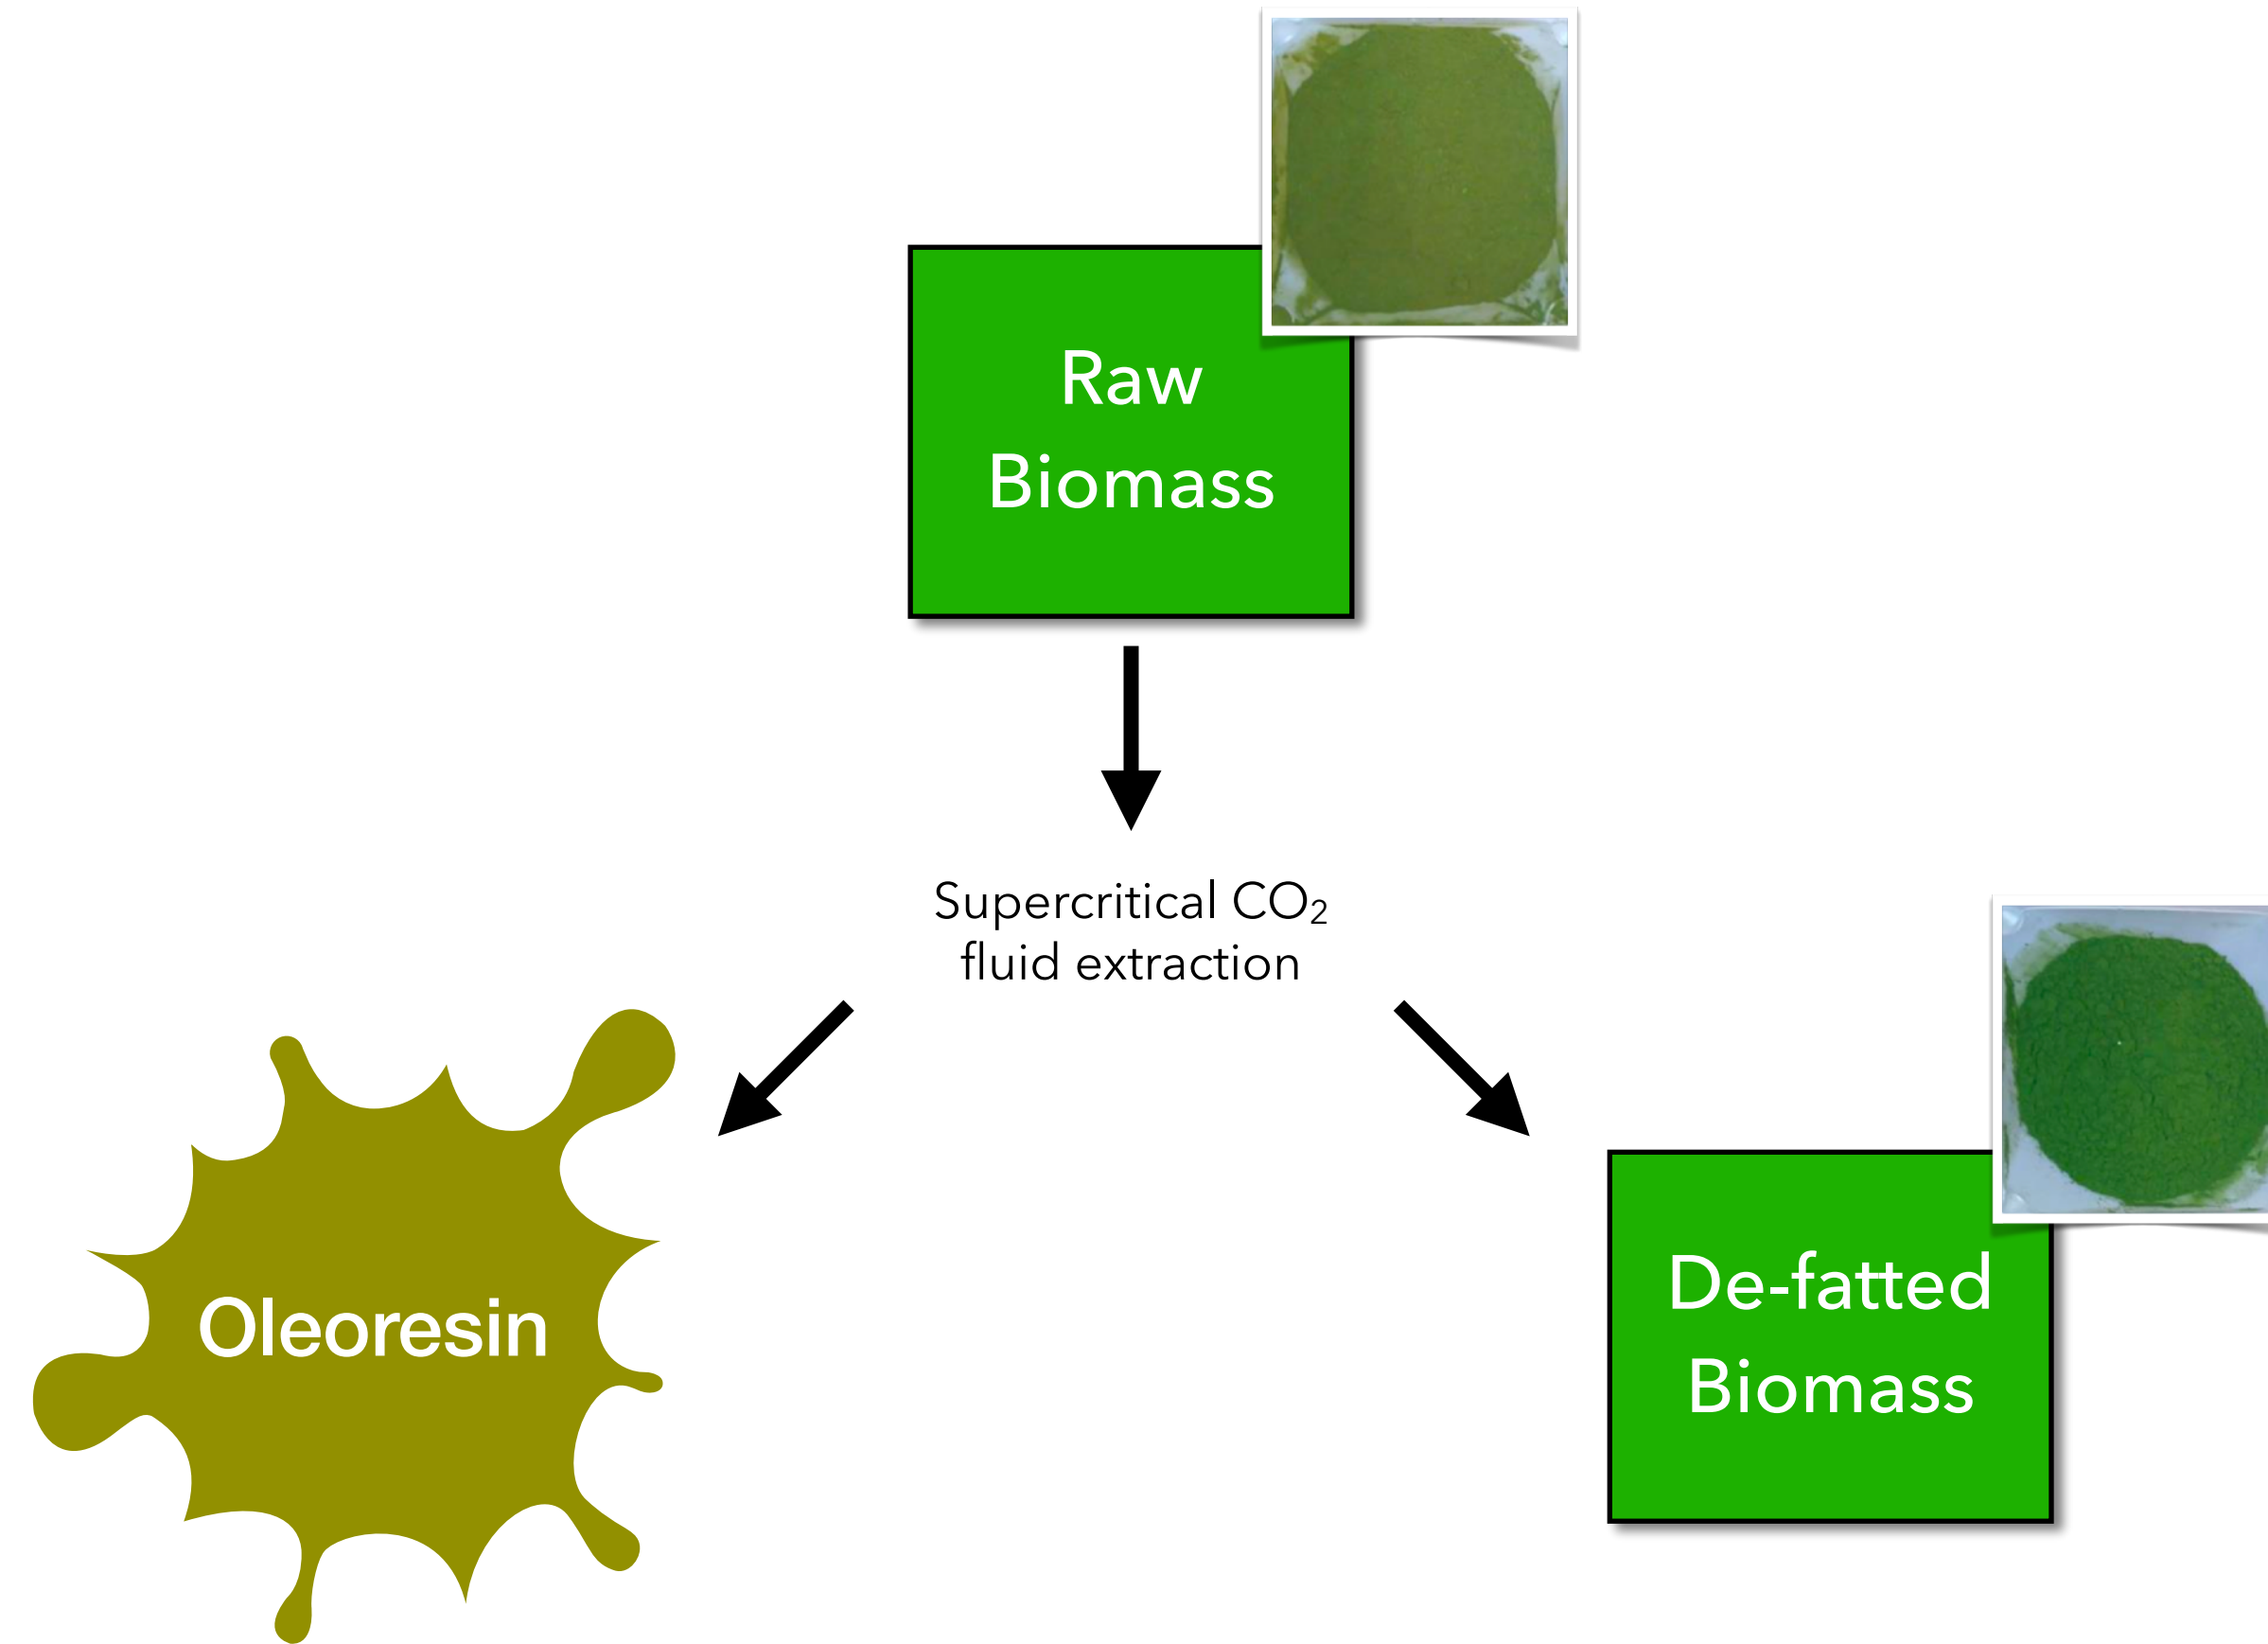 Raw
Biomass
Supercritical CO₂
fluid extraction
Oleoresin
De-fatted
Biomass